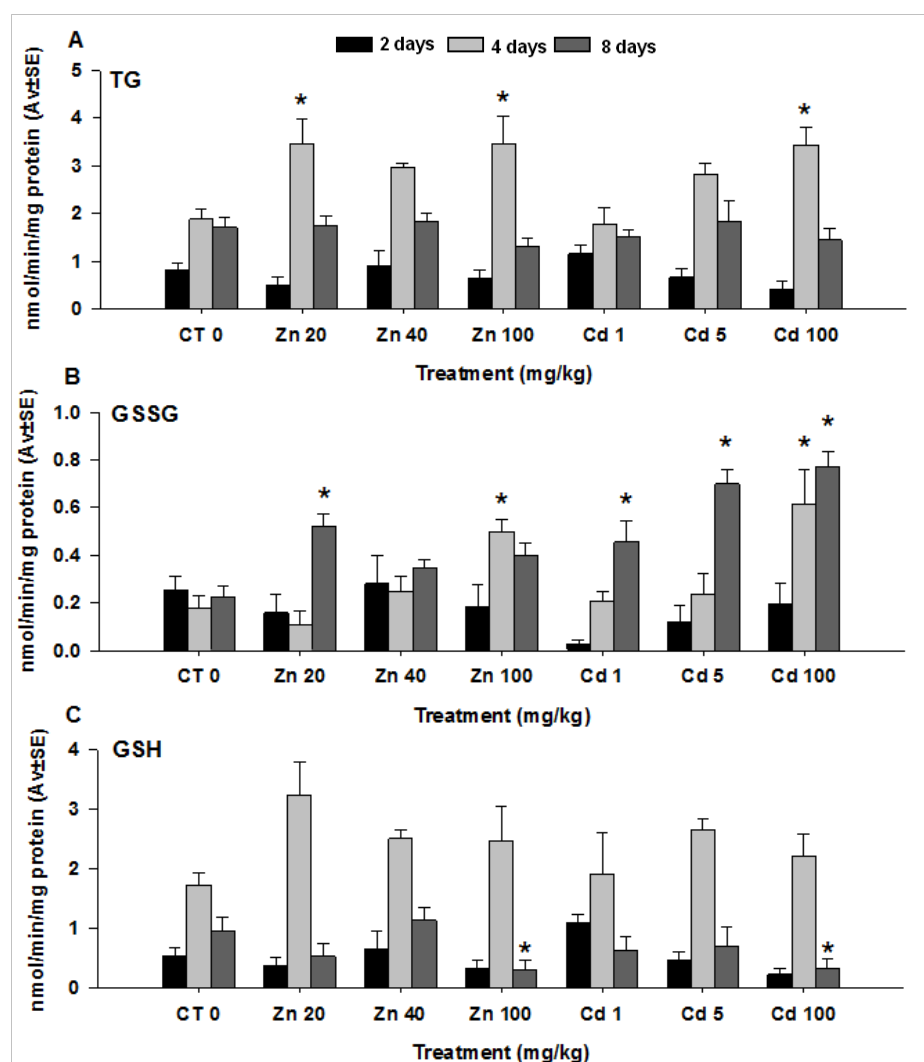 A
2 days 4 days 8 days
TG
nmol/min/mg protein (Av±SE)
5
4
3
2
1
0
* * *
CT 0 Zn 20 Zn 40 Zn 100 Cd 1 Cd 5 Cd 100
Treatment (mg/kg)
B
GSSG
nmol/min/mg protein (Av±SE)
1.0
0.8
0.6
0.4
0.2
0.0
* * * * * *
CT 0 Zn 20 Zn 40 Zn 100 Cd 1 Cd 5 Cd 100
Treatment (mg/kg)
C
GSH
nmol/min/mg protein (Av±SE)
4
3
2
1
0
* *
CT 0 Zn 20 Zn 40 Zn 100 Cd 1 Cd 5 Cd 100
Treatment (mg/kg)